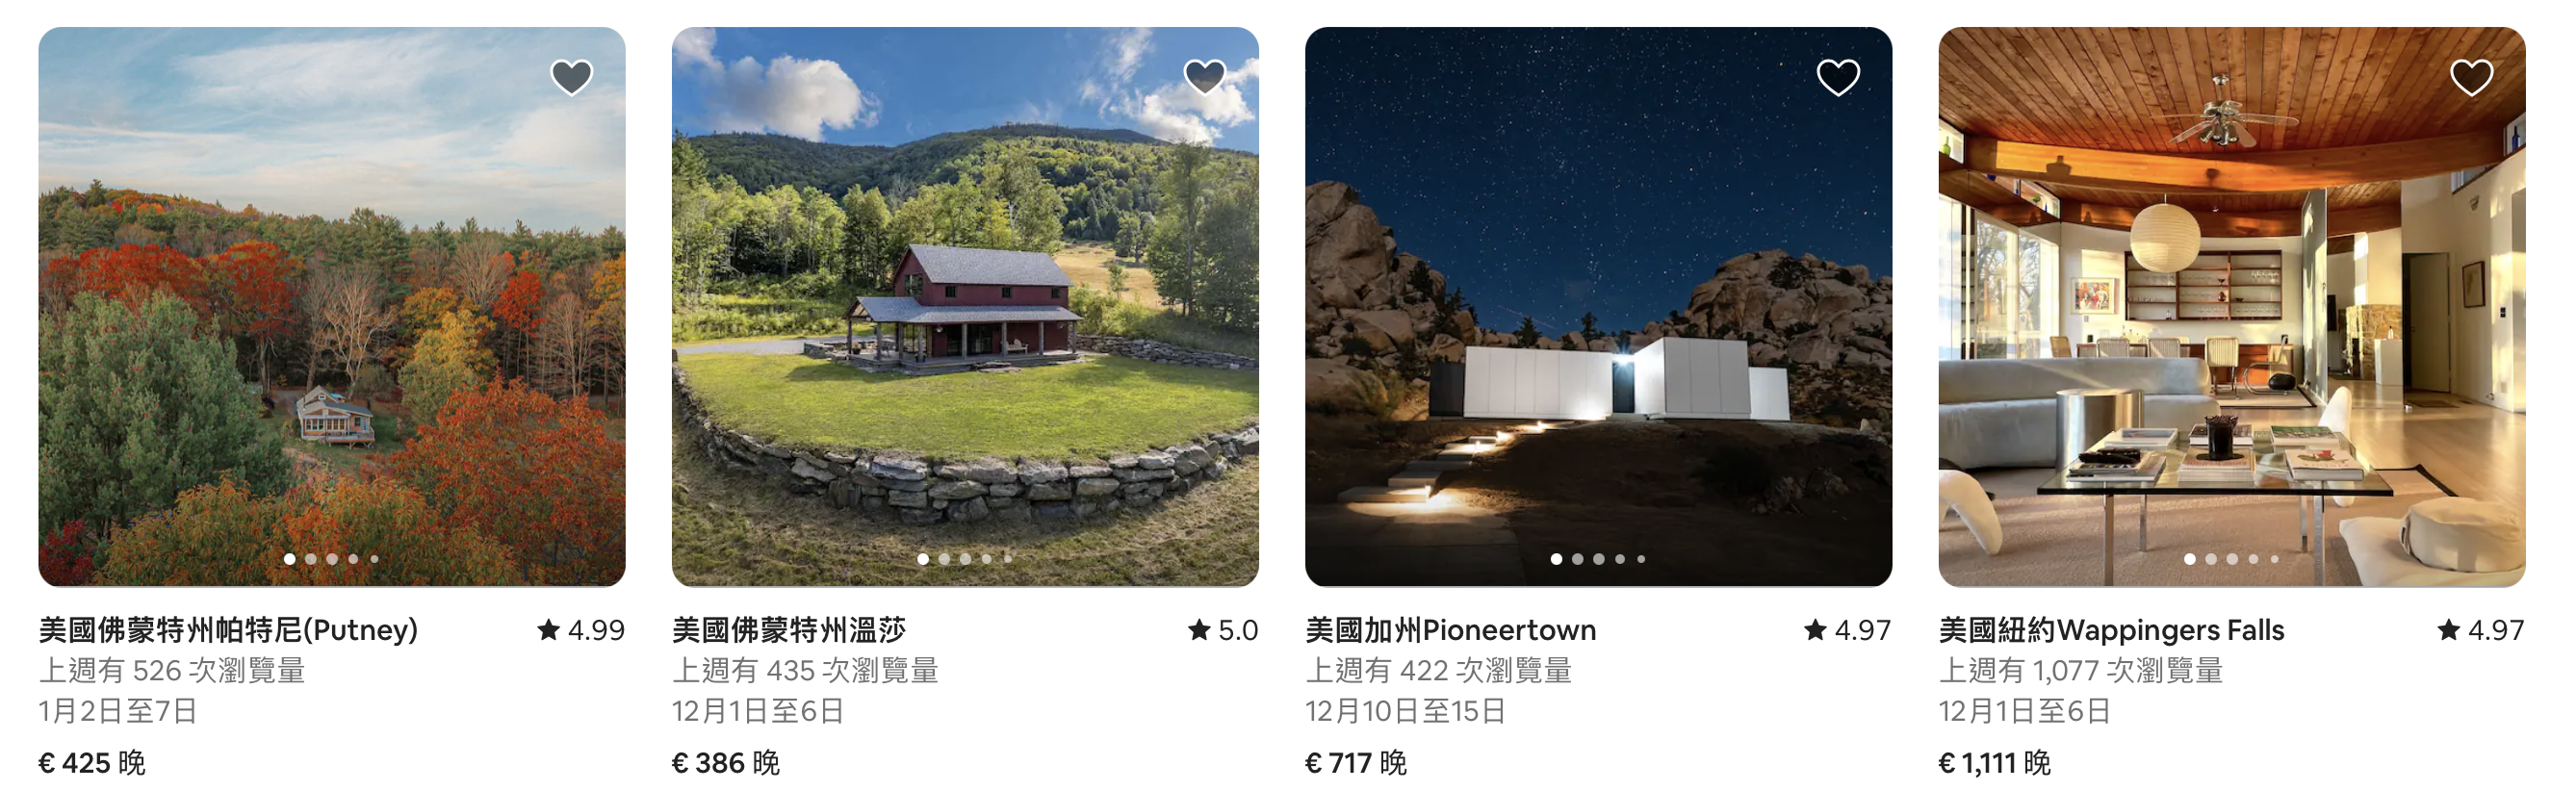 美國佛蒙特州帕特尼(Putney)
★ 4.99
上週有 526 次瀏覽量
1月2日至7日
€ 425 晚
美國佛蒙特州溫莎
★ 5.0
上週有 435 次瀏覽量
12月1日至6日
€ 386 晚
美國加州Pioneertown
★ 4.97
上週有 422 次瀏覽量
12月10日至15日
€ 717 晚
美國紐約Wappingers Falls
★ 4.97
上週有 1,077 次瀏覽量
12月1日至6日
€ 1,111 晚